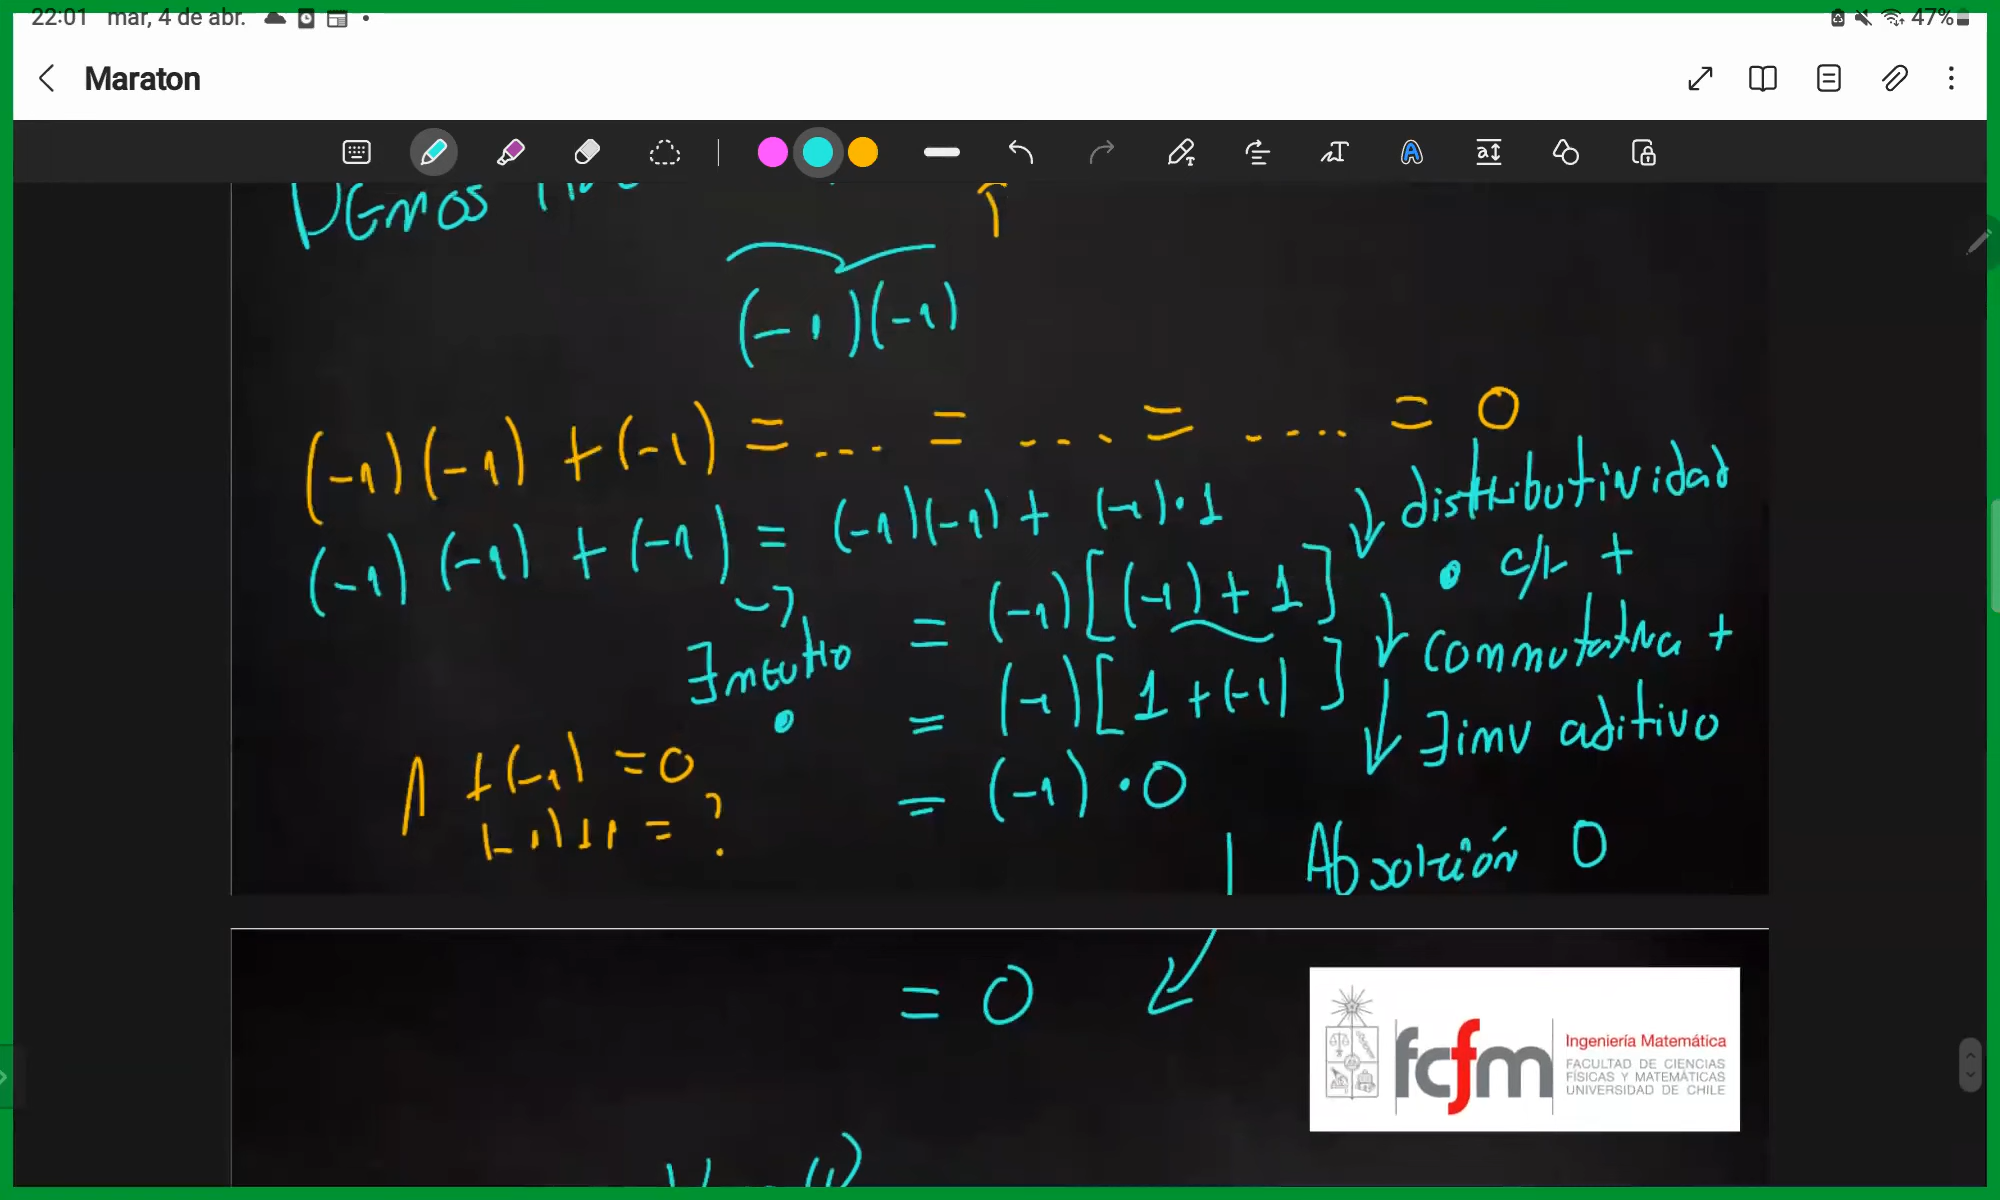 22:01 mar, 4 de abr.
47%
Maraton
DEMOS
(-1)(-1)
(-1)(-1) + (-1) = ... = .... = .... = 0
(-1)(-1) + (-1) = (-1)(-1) + (-1)·1
distributividad
• c/r +
∃ neutro
•
= (-1)[(-1) + 1]
conmutativa +
= (-1)[1 + (-1)]
∃ inv aditivo
1 + (-1) = 0
= (-1) · 0
(-1) + 1 = ?
Absorción 0
= 0
fcfm
Ingeniería Matemática
FACULTAD DE CIENCIAS
FÍSICAS Y MATEMÁTICAS
UNIVERSIDAD DE CHILE